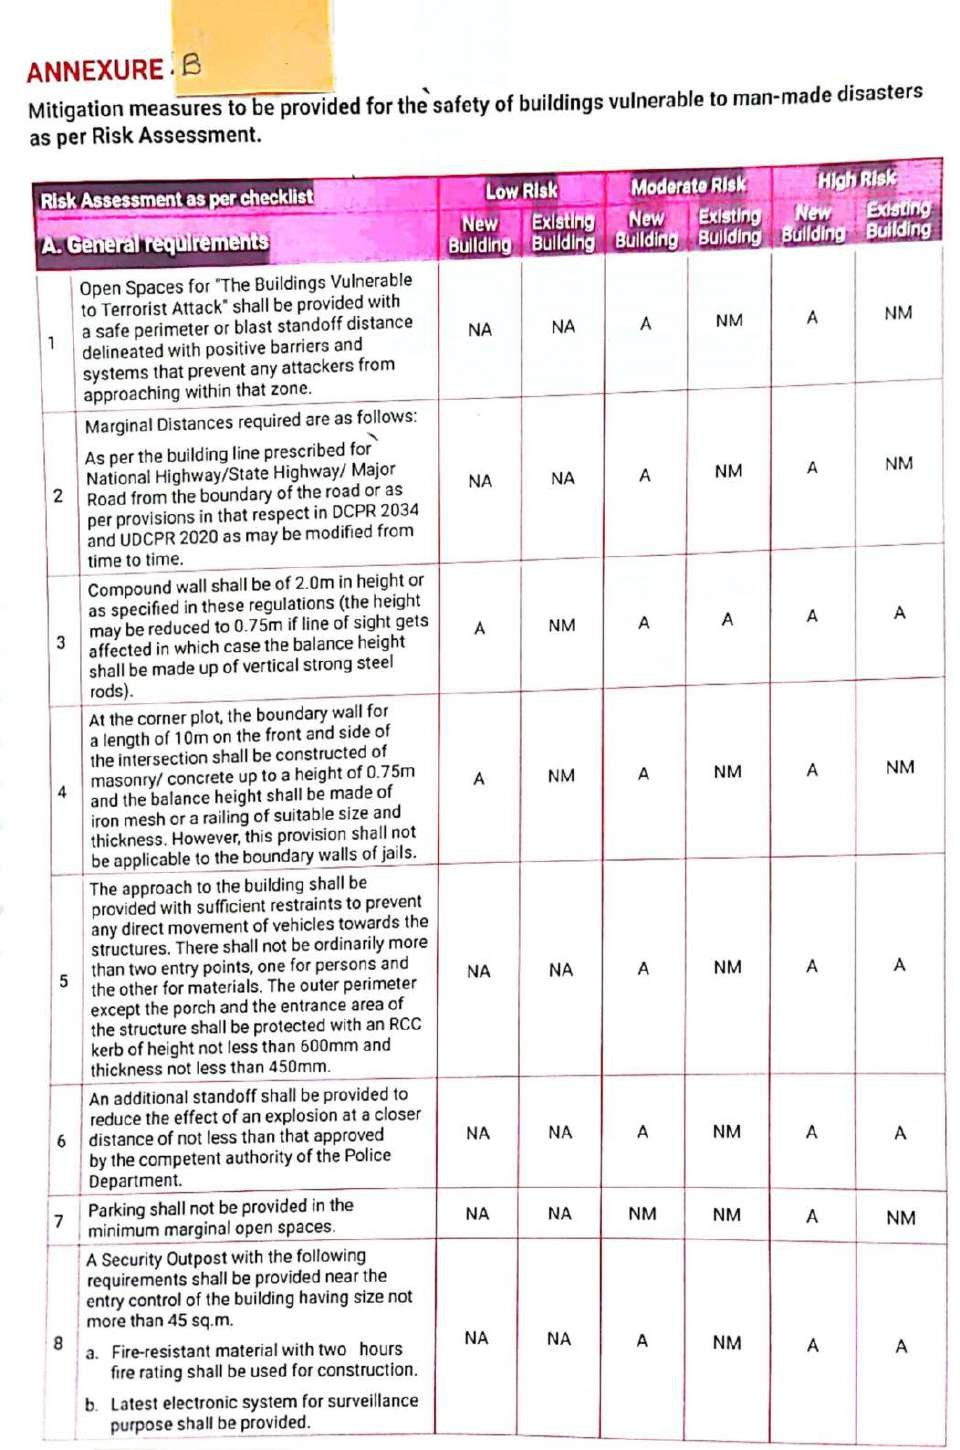 ANNEXURE - B
Mitigation measures to be provided for the safety of buildings vulnerable to man-made disasters
as per Risk Assessment.
Risk Assessment as per checklist
Low Risk
Moderate Risk
High Risk
A. General requirements
New
Building
Existing
Building
New
Building
Existing
Building
New
Building
Existing
Building
1
Open Spaces for "The Buildings Vulnerable
to Terrorist Attack" shall be provided with
a safe perimeter or blast standoff distance
delineated with positive barriers and
systems that prevent any attackers from
approaching within that zone.
NA
NA
A
NM
A
NM
2
Marginal Distances required are as follows:
As per the building line prescribed for
National Highway/State Highway/ Major
Road from the boundary of the road or as
per provisions in that respect in DCPR 2034
and UDCPR 2020 as may be modified from
time to time.
NA
NA
A
NM
A
NM
3
Compound wall shall be of 2.0m in height or
as specified in these regulations (the height
may be reduced to 0.75m if line of sight gets
affected in which case the balance height
shall be made up of vertical strong steel
rods).
A
NM
A
A
A
A
4
At the corner plot, the boundary wall for
a length of 10m on the front and side of
the intersection shall be constructed of
masonry/ concrete up to a height of 0.75m
and the balance height shall be made of
iron mesh or a railing of suitable size and
thickness. However, this provision shall not
be applicable to the boundary walls of jails.
A
NM
A
NM
A
NM
5
The approach to the building shall be
provided with sufficient restraints to prevent
any direct movement of vehicles towards the
structures. There shall not be ordinarily more
than two entry points, one for persons and
the other for materials. The outer perimeter
except the porch and the entrance area of
the structure shall be protected with an RCC
kerb of height not less than 600mm and
thickness not less than 450mm.
NA
NA
A
NM
A
A
6
An additional standoff shall be provided to
reduce the effect of an explosion at a closer
distance of not less than that approved
by the competent authority of the Police
Department.
NA
NA
A
NM
A
A
7
Parking shall not be provided in the
minimum marginal open spaces.
NA
NA
NM
NM
A
NM
8
A Security Outpost with the following
requirements shall be provided near the
entry control of the building having size not
more than 45 sq.m.
a. Fire-resistant material with two hours
fire rating shall be used for construction.
b. Latest electronic system for surveillance
purpose shall be provided.
NA
NA
A
NM
A
A